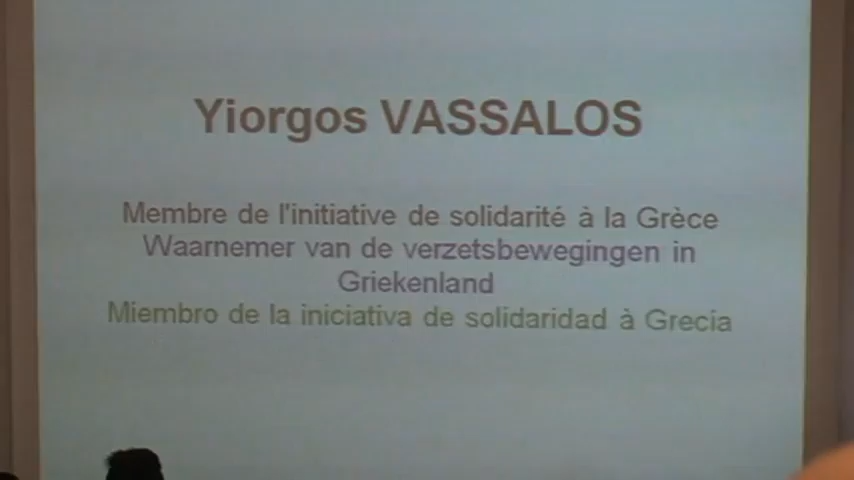 Yiorgos VASSALOS
Membre de l'initiative de solidarité à la Grèce
Waarnemer van de verzetsbewegingen in
Griekenland
Miembro de la iniciativa de solidaridad à Grecia